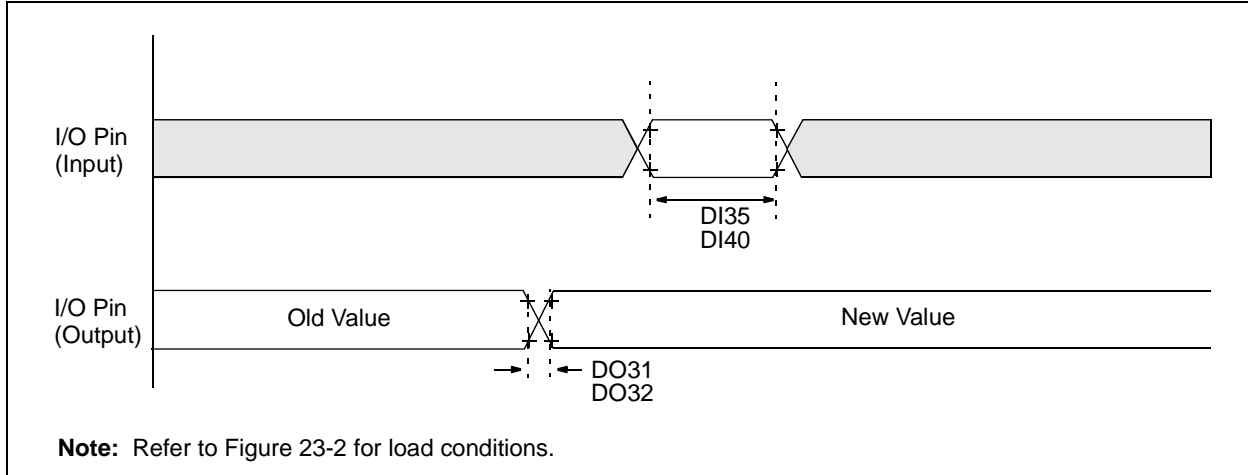 I/O Pin
(Input)
DI35
DI40
I/O Pin
(Output)
Old Value
New Value
DO31
DO32
Note: Refer to Figure 23-2 for load conditions.